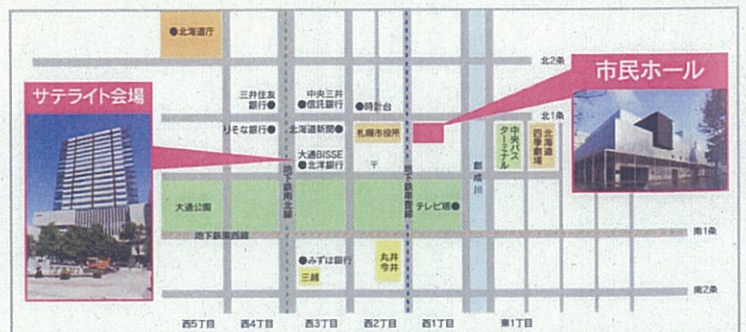 ●北海道庁
北2条
サテライト会場
三井住友
銀行●
中央三井
●信託銀行
●時計台
市民ホール
北1条
りそな銀行●
北海道新聞●
札幌市役所
中央バス
ターミナル
北海道
四季劇場
大通BISSE
●北洋銀行
〒
地下鉄南北線
地下鉄東豊線
創成川
大通公園
テレビ塔●
地下鉄東西線
南1条
●みずほ銀行
三越
丸井
今井
南2条
西5丁目
西4丁目
西3丁目
西2丁目
西1丁目
東1丁目